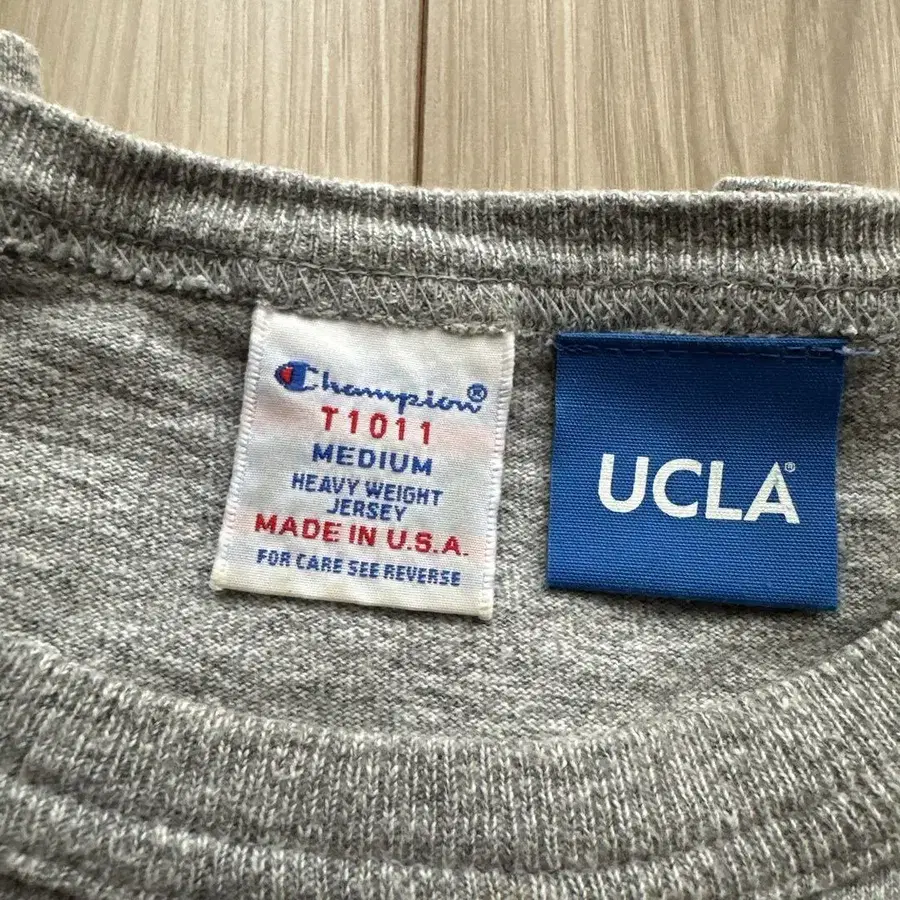 Champion®
T1011
MEDIUM
HEAVY WEIGHT
JERSEY
MADE IN U.S.A.
FOR CARE SEE REVERSE
UCLA®